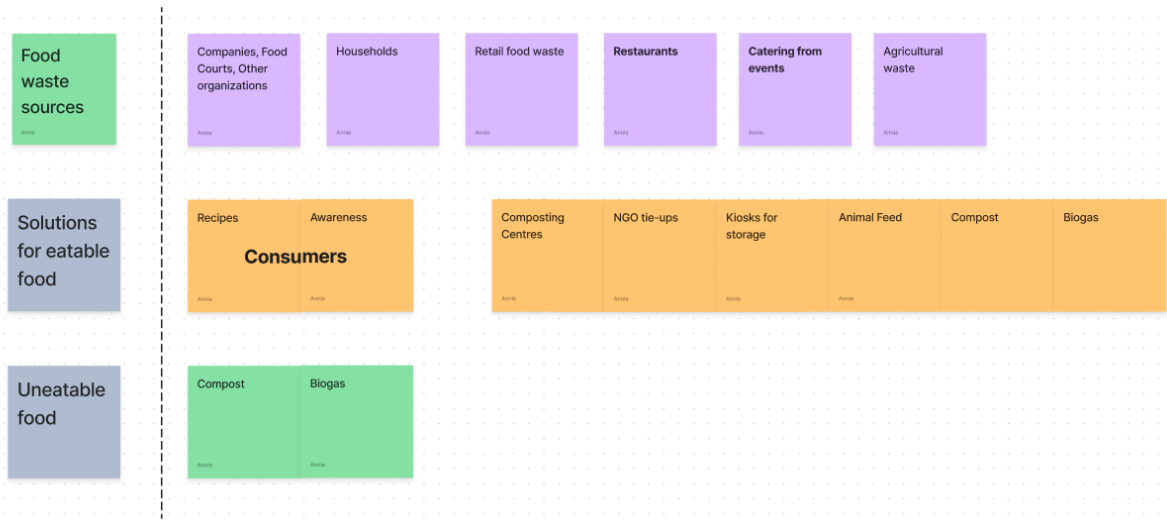 Food
waste
sources
Annie
Companies, Food
Courts, Other
organizations
Annie
Households
Annie
Retail food waste
Annie
Restaurants
Annie
Catering from
events
Annie
Agricultural
waste
Annie
Solutions
for eatable
food
Recipes
Awareness
Consumers
Annie
Annie
Composting
Centres
Annie
NGO tie-ups
Annie
Kiosks for
storage
Annie
Animal Feed
Annie
Compost
Biogas
Uneatable
food
Compost
Annie
Biogas
Annie